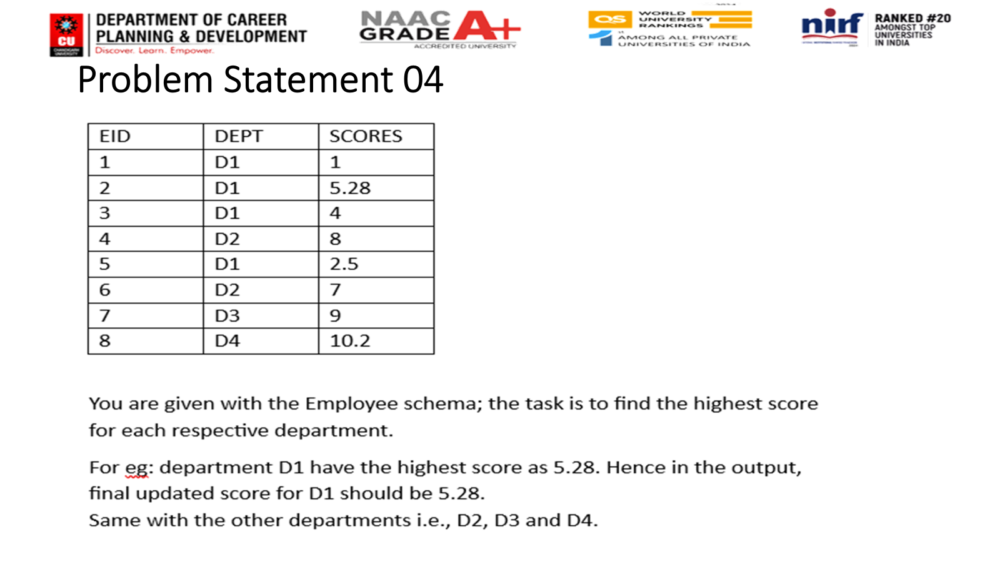 DEPARTMENT OF CAREER
PLANNING & DEVELOPMENT
Discover. Learn. Empower.
CU
CHANDIGARH
UNIVERSITY
NAAC
GRADE A+
ACCREDITED UNIVERSITY
QS WORLD
UNIVERSITY
RANKINGS
1st AMONG ALL PRIVATE
UNIVERSITIES OF INDIA
nirf
RANKED #20
AMONGST TOP
UNIVERSITIES
IN INDIA
Problem Statement 04
EID DEPT SCORES
1 D1 1
2 D1 5.28
3 D1 4
4 D2 8
5 D1 2.5
6 D2 7
7 D3 9
8 D4 10.2
You are given with the Employee schema; the task is to find the highest score
for each respective department.
For eg: department D1 have the highest score as 5.28. Hence in the output,
final updated score for D1 should be 5.28.
Same with the other departments i.e., D2, D3 and D4.